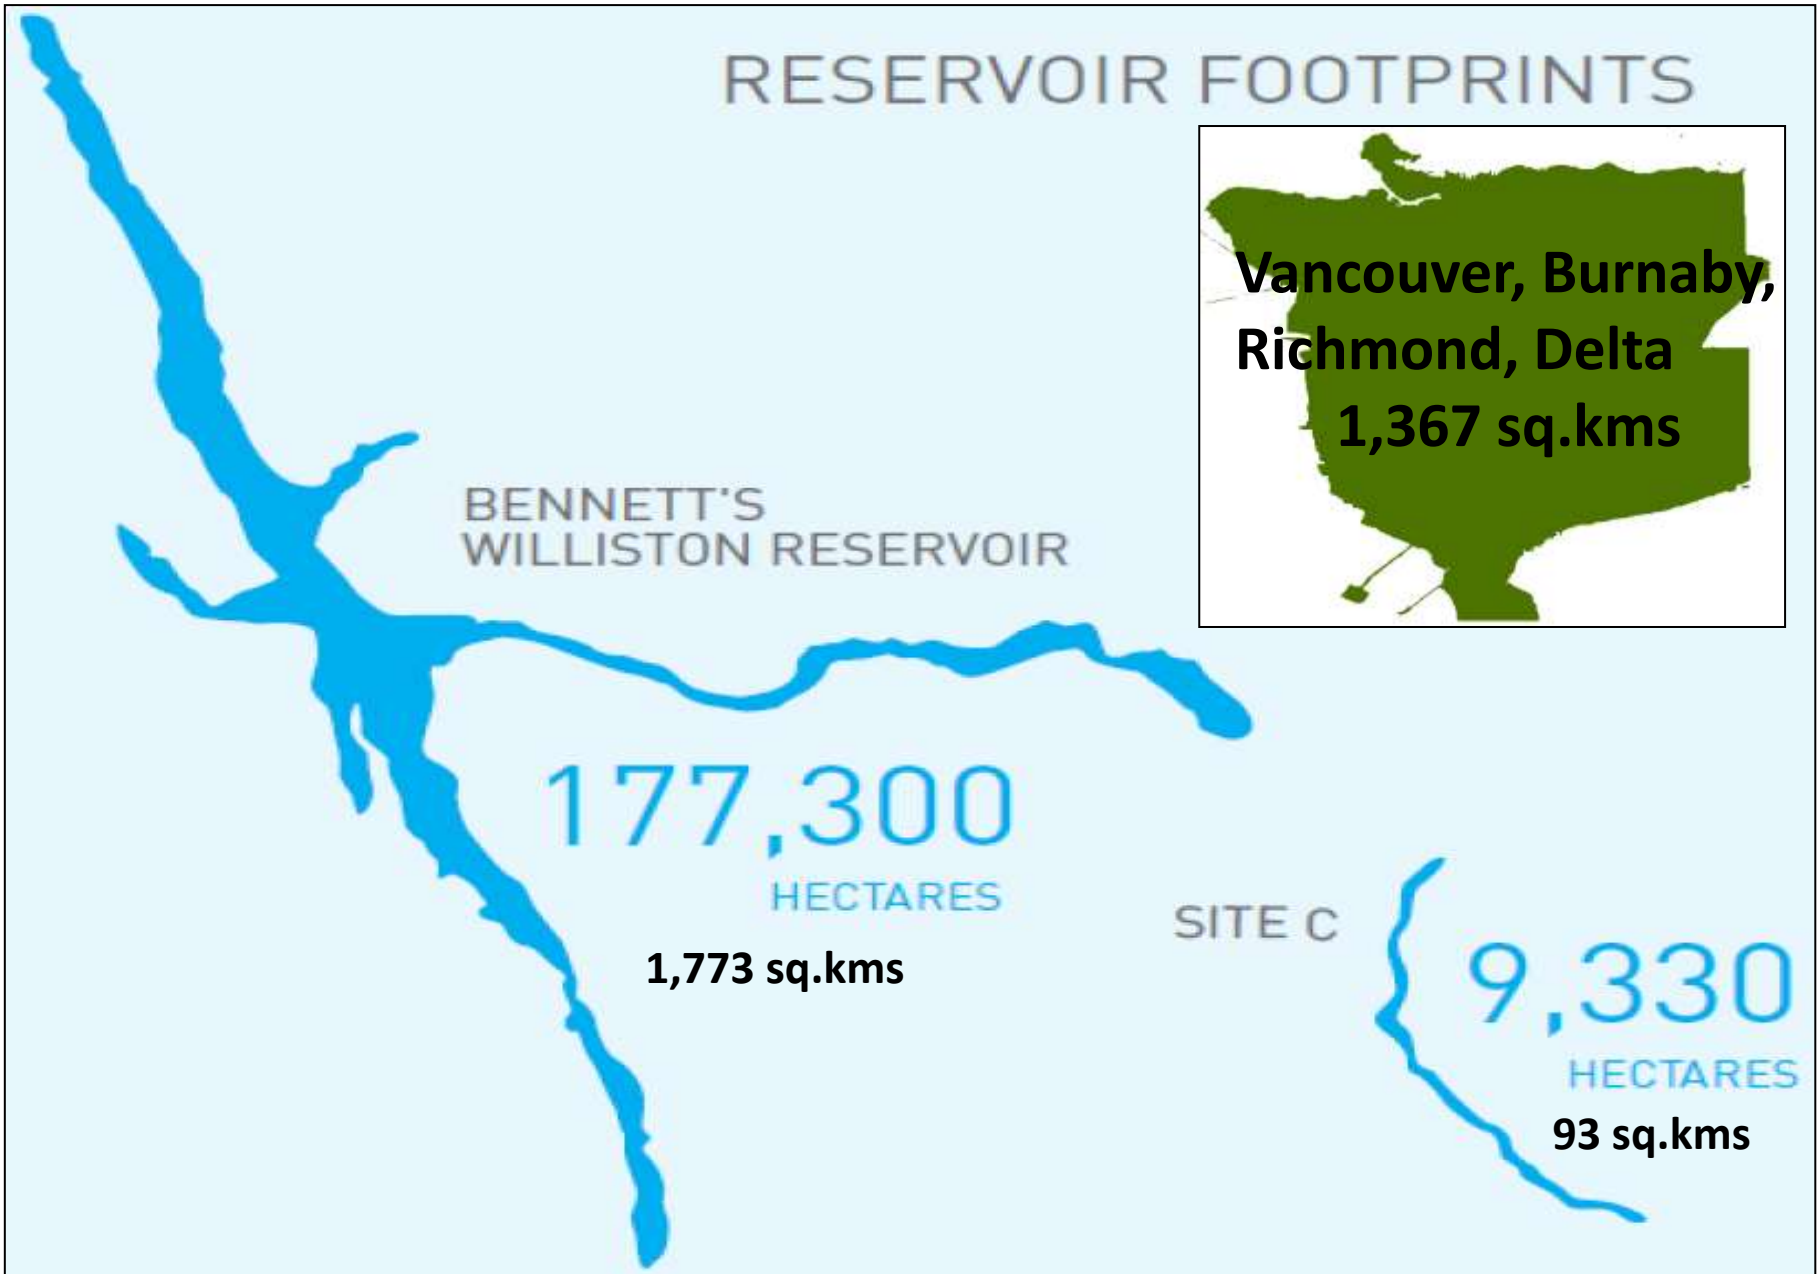 RESERVOIR FOOTPRINTS
Vancouver, Burnaby,
Richmond, Delta
1,367 sq.kms
BENNETT'S
WILLISTON RESERVOIR
177,300
HECTARES
1,773 sq.kms
SITE C
9,330
HECTARES
93 sq.kms